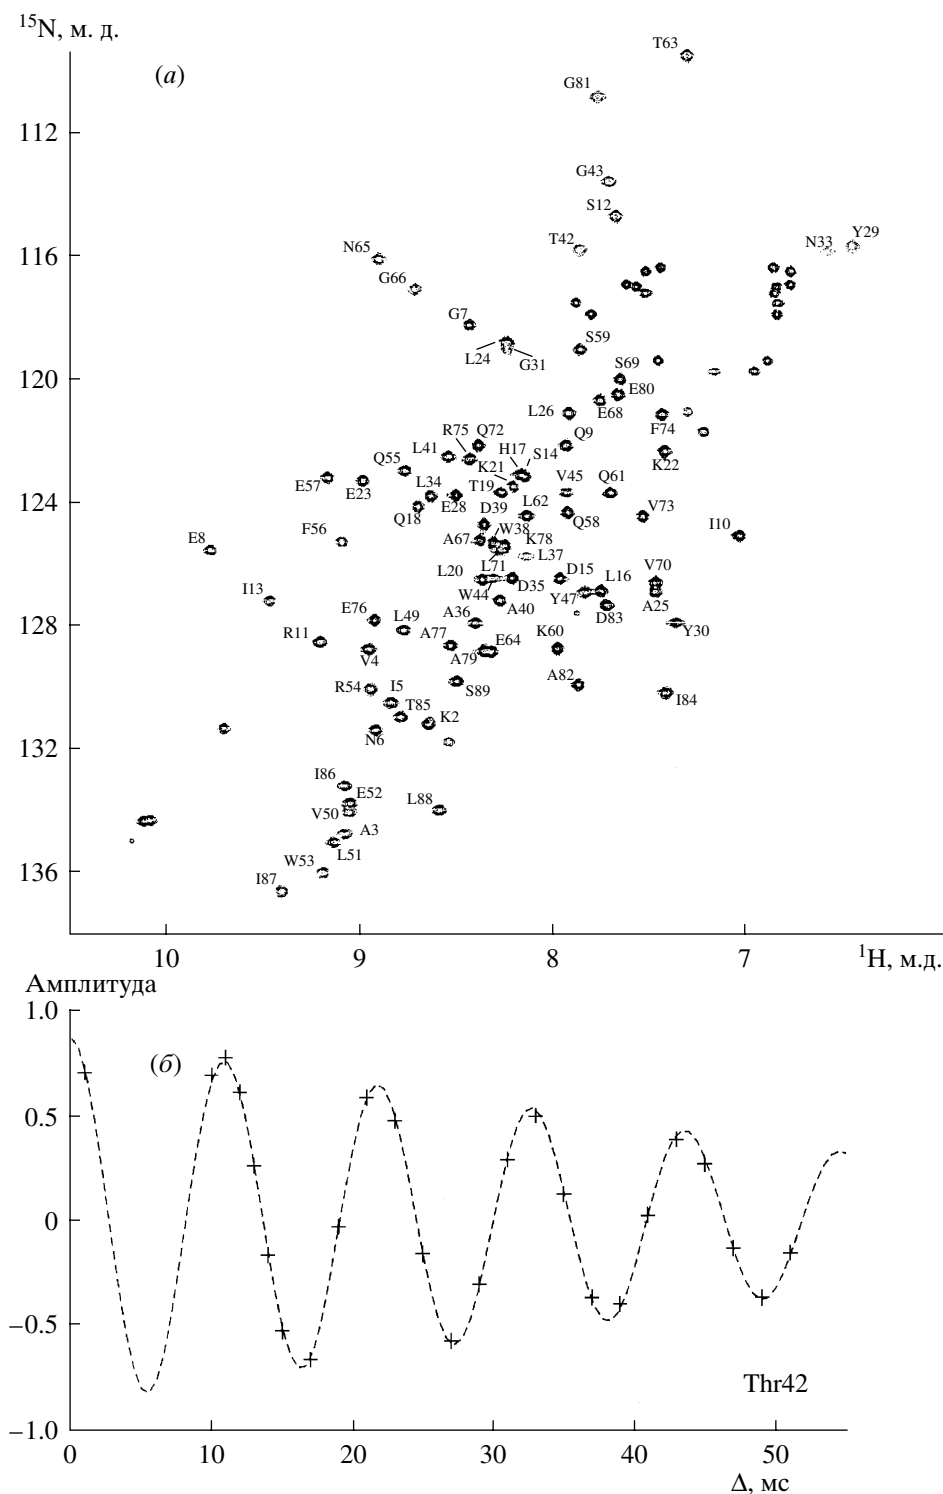 ¹⁵N, м. д.
(а)
T63
G81
112
G43
S12
T42
N33
Y29
N65
116
G66
G7
S59
L24
G31
S69
120
E80
L26
E68
R75
Q72
Q9
F74
L41
H17
S14
K22
Q55
K21
T19
V45
Q61
E57
E23
L34
E28
L62
124
Q18
D39
Q58
V73
I10
F56
A67
W38
K78
E8
L71
L37
L20
D35
D15
L16
V70
W44
Y47
I13
A25
A36
A40
D83
E76
L49
128
Y30
R11
A77
E64
K60
V4
A79
A82
R54
I5
S89
I84
T85
K2
N6
132
I86
E52
L88
V50
A3
L51
W53
136
I87
10
9
8
7
¹H, м.д.
Амплитуда
1.0
(б)
0.5
0
–0.5
Thr42
–1.0
0
10
20
30
40
50
Δ, мс